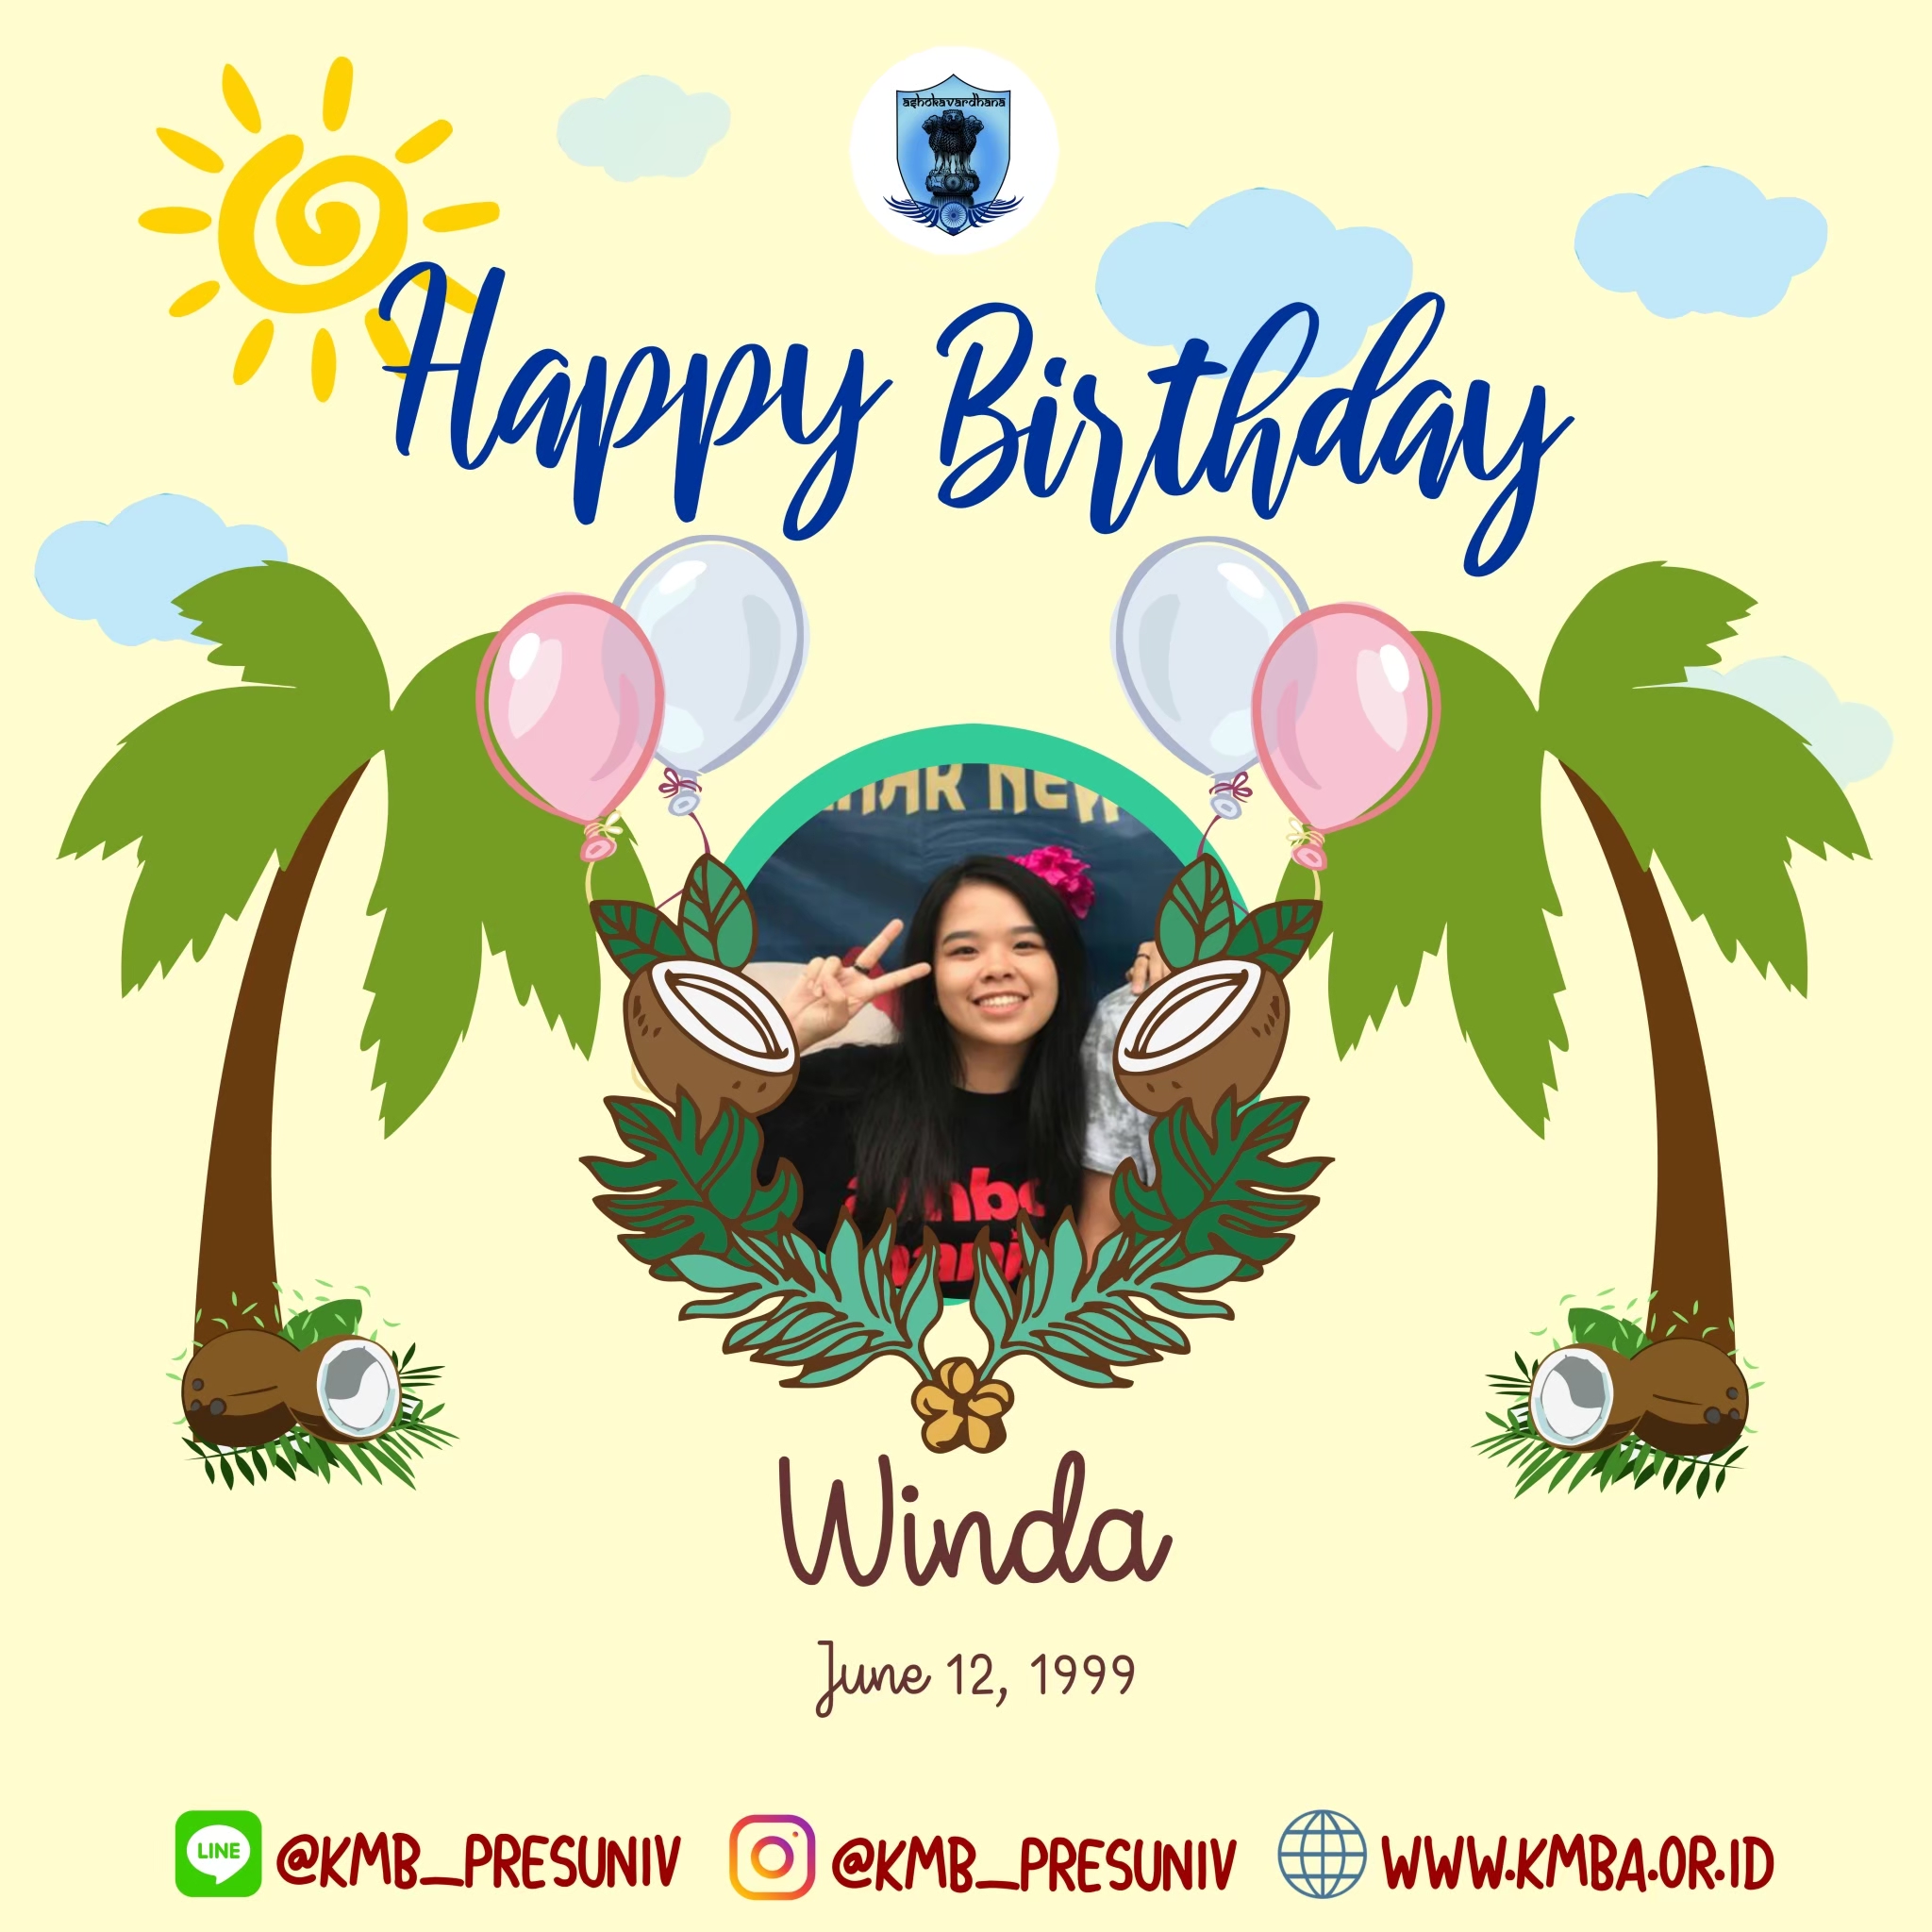 ashokavardhana
Happy Birthday
Winda
June 12, 1999
LINE @KMB_PRESUNIV @KMB_PRESUNIV WWW.KMBA.OR.ID